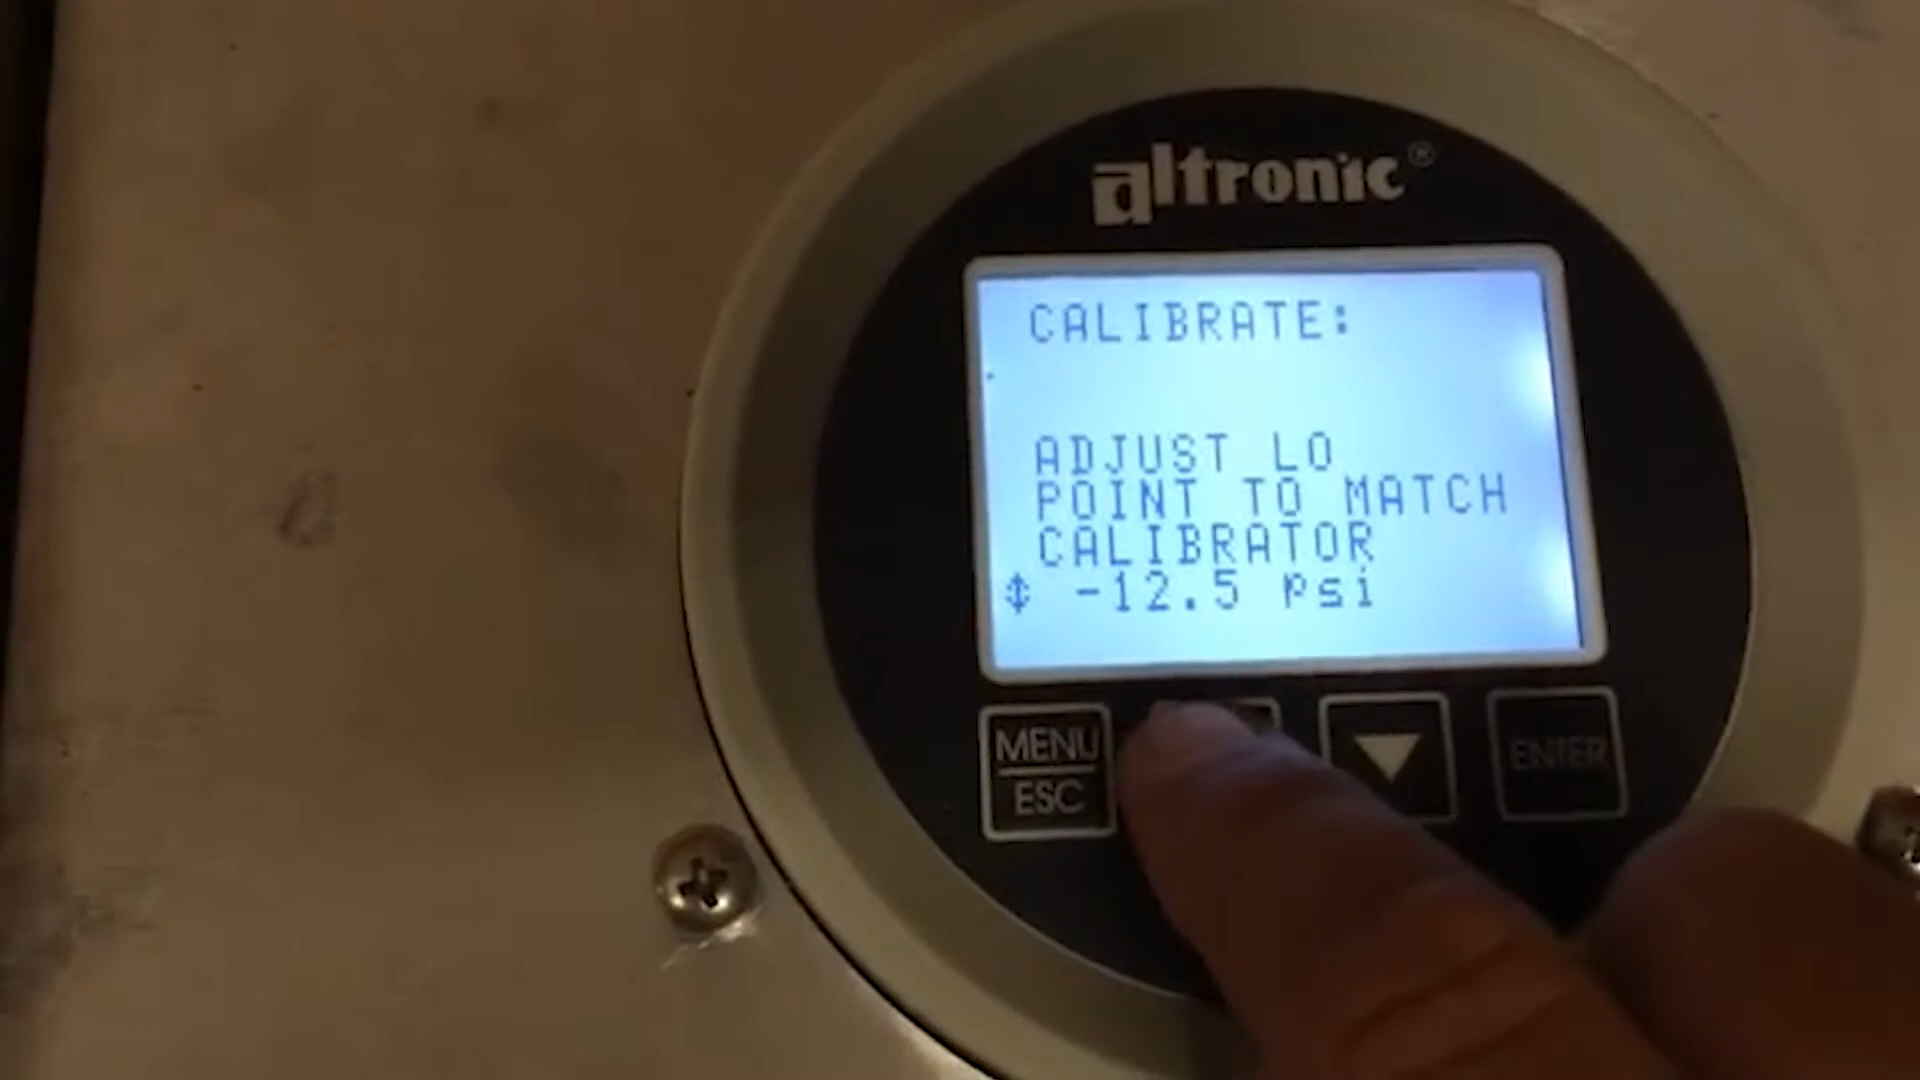 altronic®
CALIBRATE:
ADJUST LO
POINT TO MATCH
CALIBRATOR
-12.5 psi
MENU
ESC
ENTER